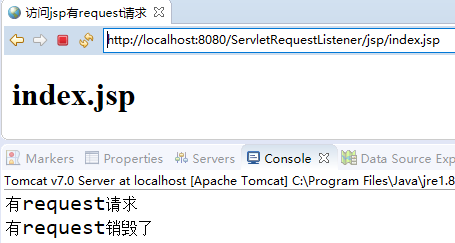 访问jsp有request请求
http://localhost:8080/ServletRequestListener/jsp/index.jsp
index.jsp
Markers Properties Servers Console Data Source Exp
Tomcat v7.0 Server at localhost [Apache Tomcat] C:\Program Files\Java\jre1.8
有request请求
有request销毁了